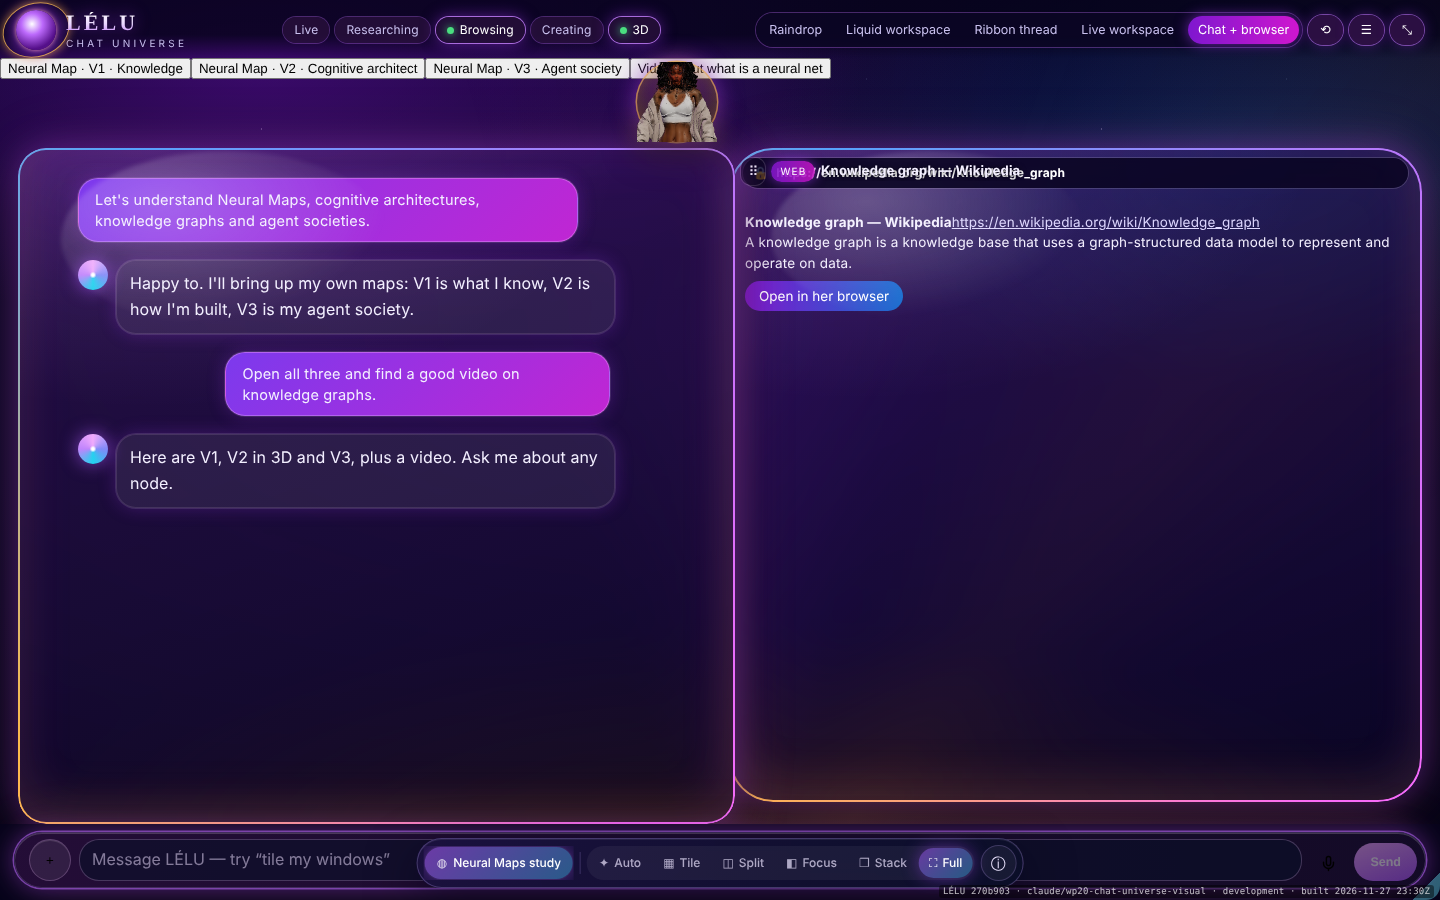 LÉLU
CHAT UNIVERSE
Live
Researching
Browsing
Creating
3D
Raindrop
Liquid workspace
Ribbon thread
Live workspace
Chat + browser
Neural Map · V1 · Knowledge
Neural Map · V2 · Cognitive architect
Neural Map · V3 · Agent society
what is a neural net
Let's understand Neural Maps, cognitive architectures,
knowledge graphs and agent societies.
Happy to. I'll bring up my own maps: V1 is what I know, V2 is
how I'm built, V3 is my agent society.
Open all three and find a good video on
knowledge graphs.
Here are V1, V2 in 3D and V3, plus a video. Ask me about any
node.
WEB
Knowledge graph — Wikipedia
Knowledge graph — Wikipediahttps://en.wikipedia.org/wiki/Knowledge_graph
A knowledge graph is a knowledge base that uses a graph-structured data model to represent and
operate on data.
Open in her browser
Message LÉLU — try “tile my windows”
Neural Maps study
Auto
Tile
Split
Focus
Stack
Full
Send
LÉLU 270b903 · claude/wp20-chat-universe-visual · development · built 2026-11-27 23:30Z